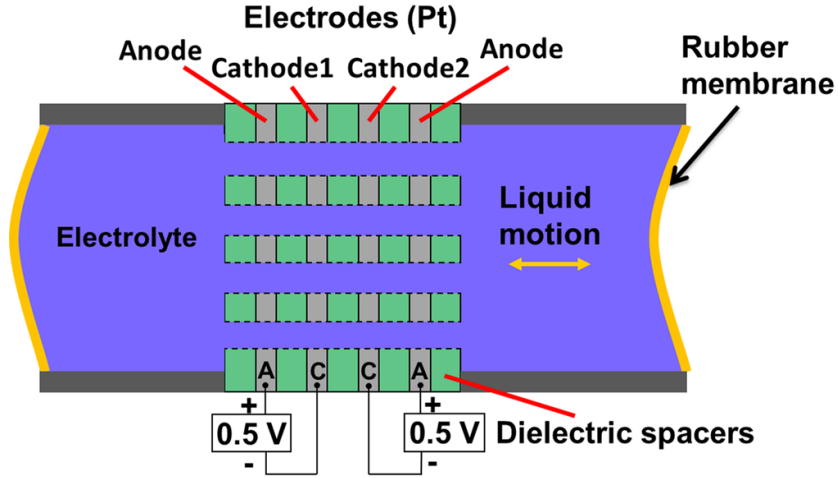 Electrodes (Pt)
Anode
Cathode1
Cathode2
Anode
Rubber
membrane
Electrolyte
Liquid
motion
A
C
C
A
+
0.5 V
-
+
0.5 V
-
Dielectric spacers